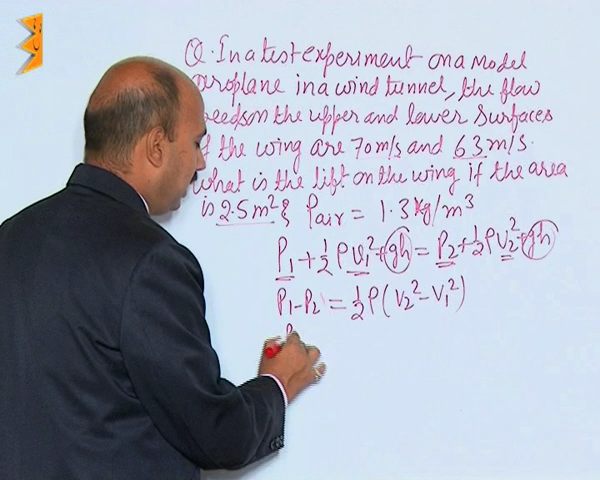 Q. In a test experiment on a model
aeroplane in a wind tunnel, the flow
speeds on the upper and lower surfaces
of the wing are 70 m/s and 63 m/s.
What is the lift on the wing if the area
is 2.5 m² & ρair = 1.3 kg/m³
P₁ + ½ρv₁² + gh = P₂ + ½ρv₂² + gh
P₁ - P₂ = ½ρ(v₂² - v₁²)